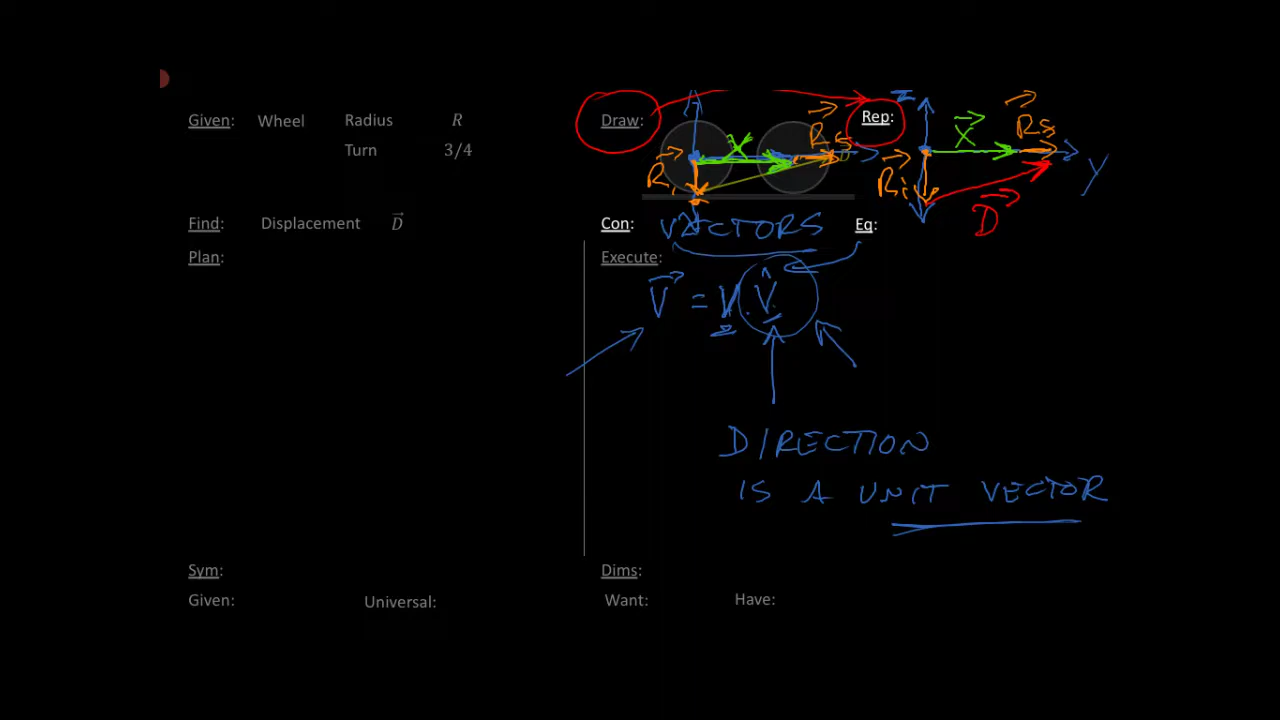 Given: Wheel Radius R
Turn 3/4
Draw:
X
R⃗s
D
R⃗i
Rep:
z
X⃗
R⃗s
R⃗i
Y
D⃗
Find: Displacement D⃗
Con: VECTORS
Eq:
Plan:
Execute:
V⃗ = V · V̂
DIRECTION
IS A UNIT VECTOR
Sym:
Dims:
Given: Universal:
Want: Have: